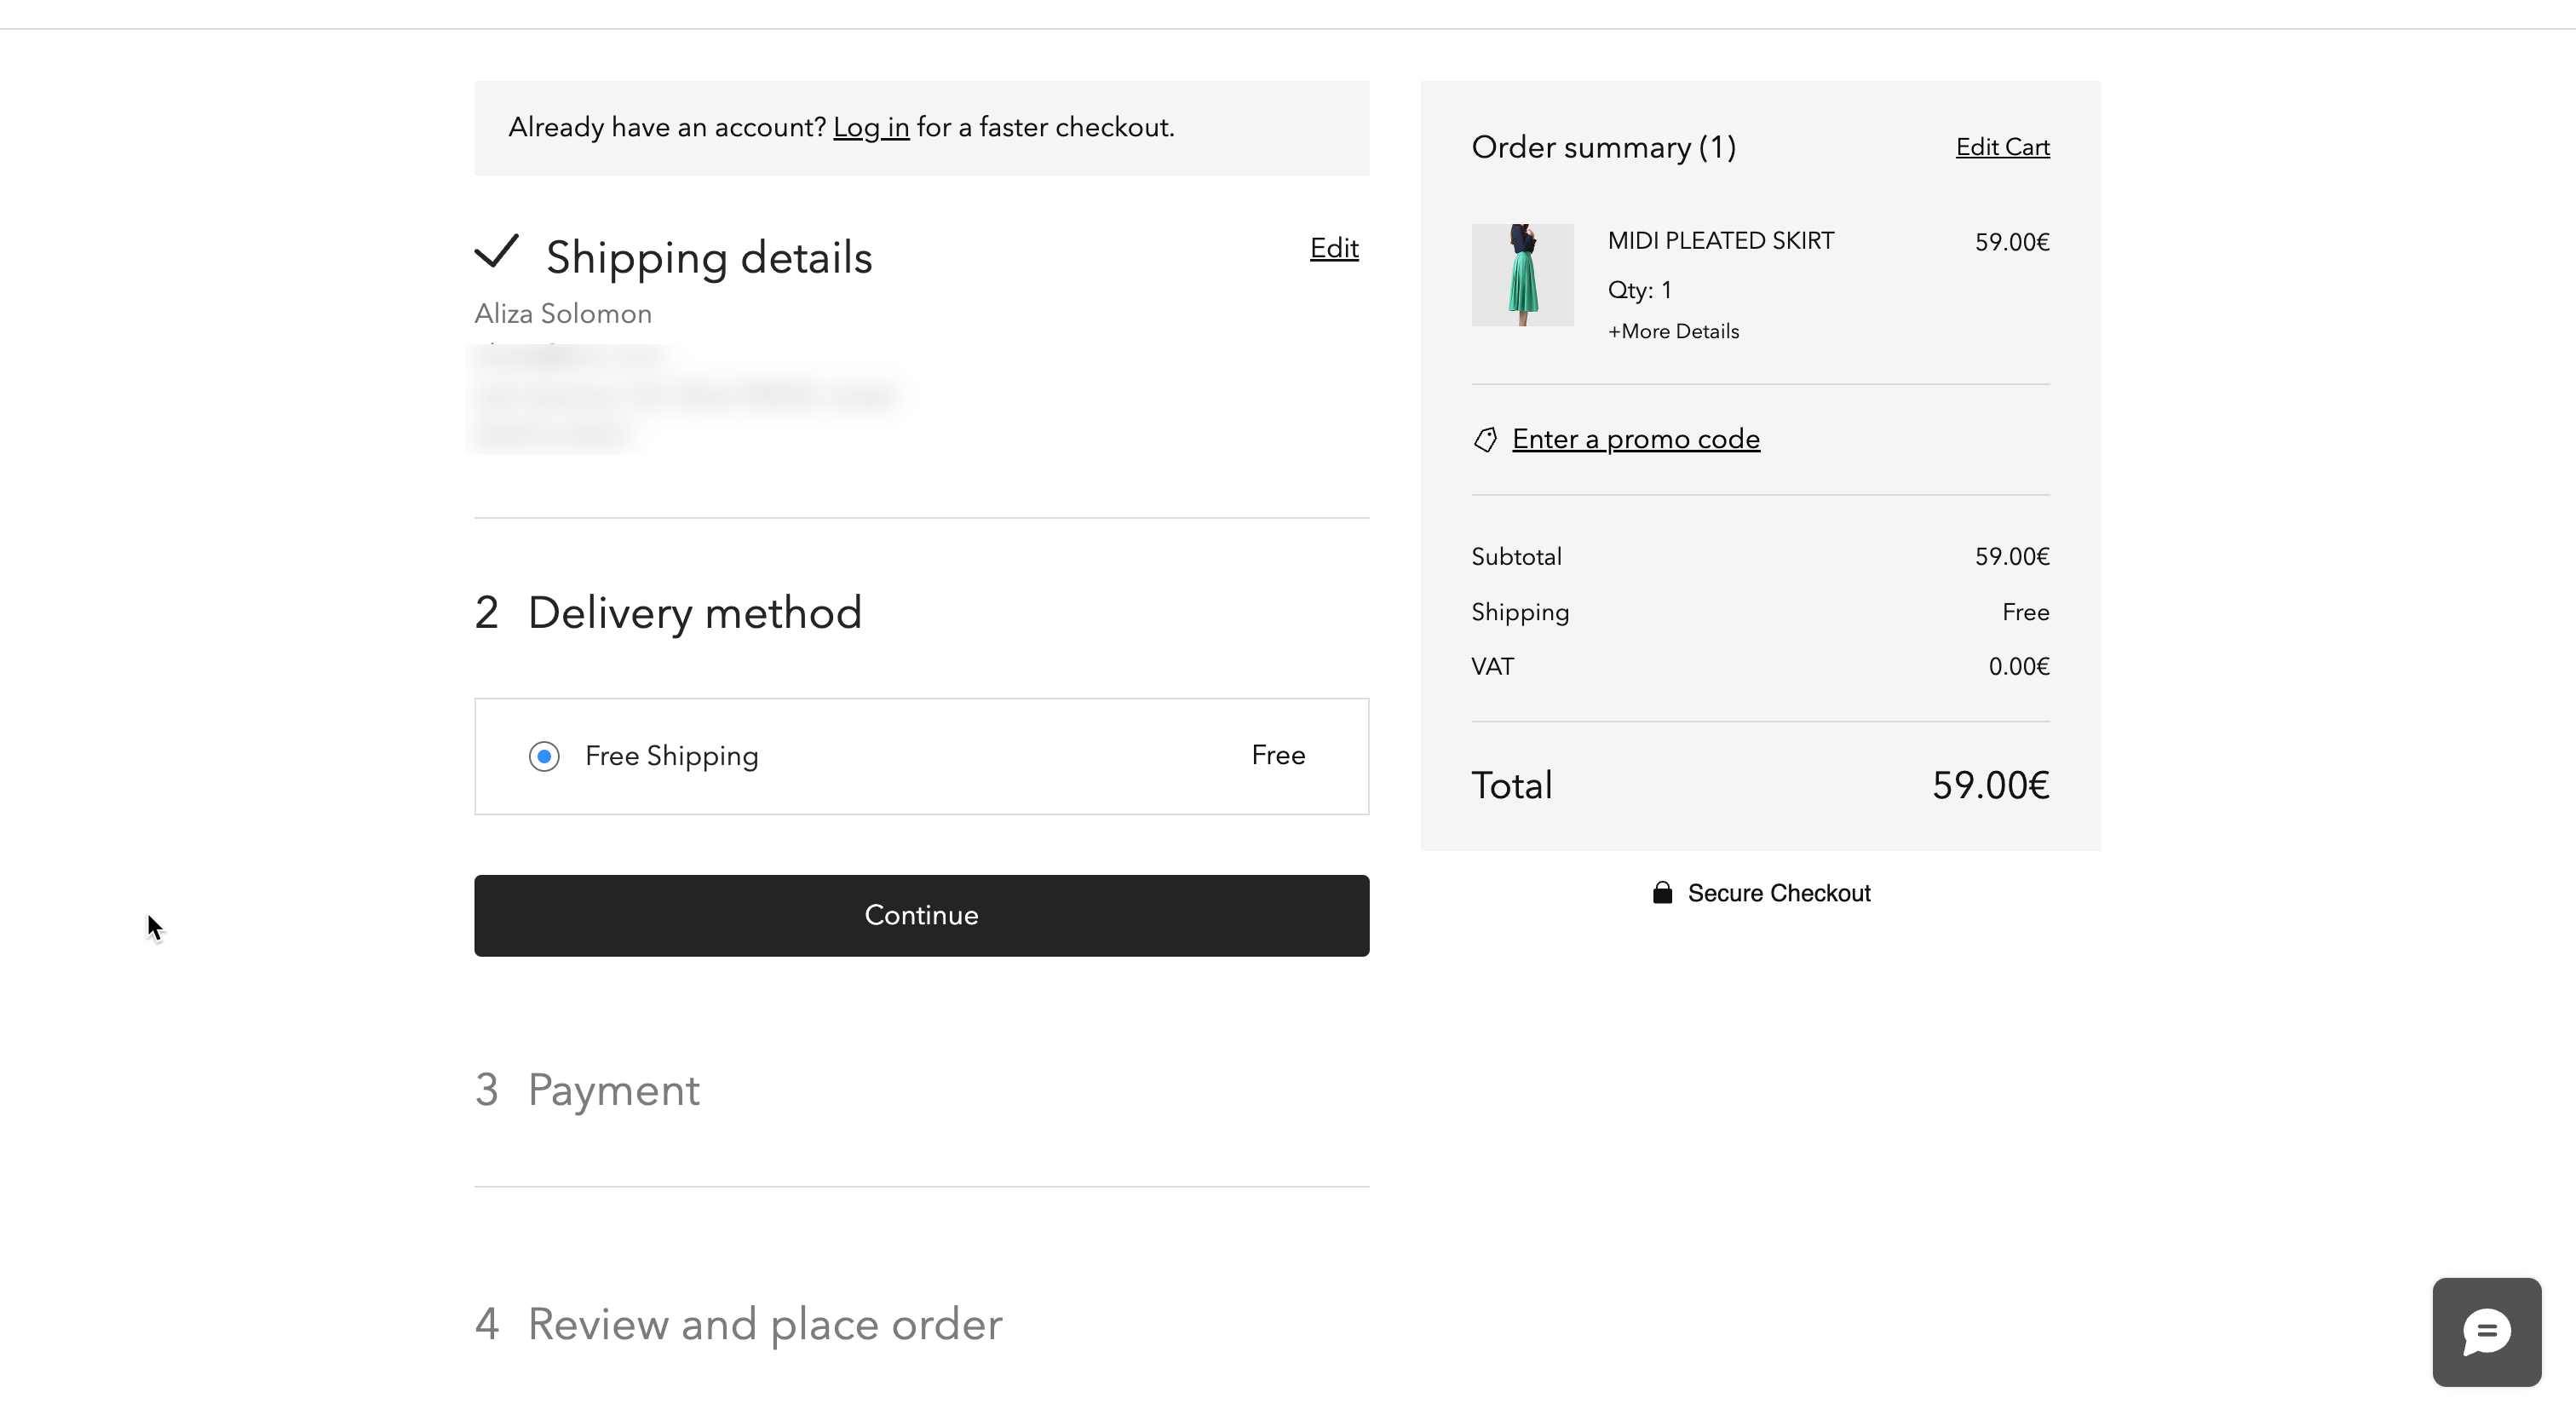 Already have an account? Log in for a faster checkout.
Shipping details
Edit
Aliza Solomon
2 Delivery method
Free Shipping
Free
Continue
3 Payment
4 Review and place order
Order summary (1)
Edit Cart
MIDI PLEATED SKIRT
59.00€
Qty: 1
+More Details
Enter a promo code
Subtotal
59.00€
Shipping
Free
VAT
0.00€
Total
59.00€
Secure Checkout